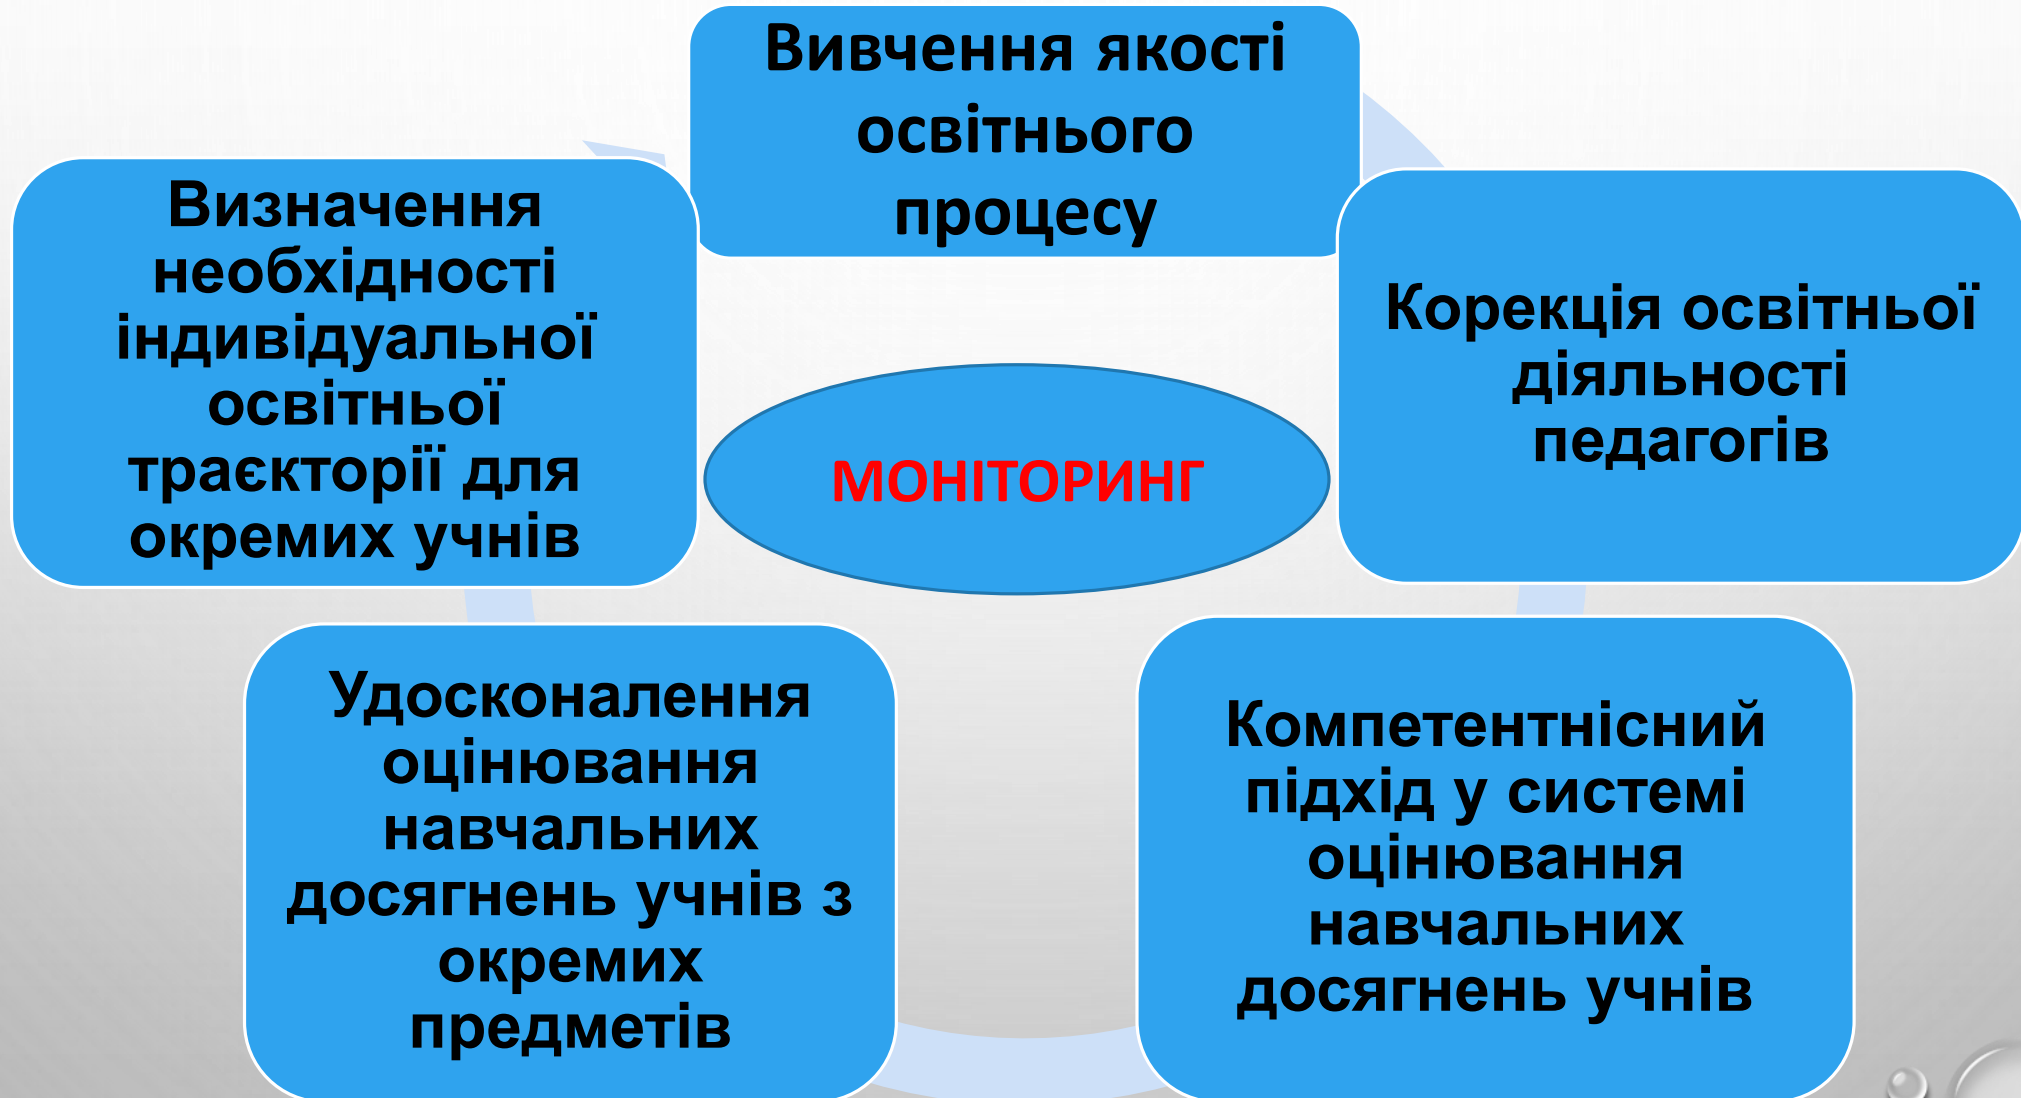 Вивчення якості
освітнього
процесу
Визначення
необхідності
індивідуальної
освітньої
траєкторії для
окремих учнів
Корекція освітньої
діяльності
педагогів
МОНІТОРИНГ
Удосконалення
оцінювання
навчальних
досягнень учнів з
окремих
предметів
Компетентнісний
підхід у системі
оцінювання
навчальних
досягнень учнів